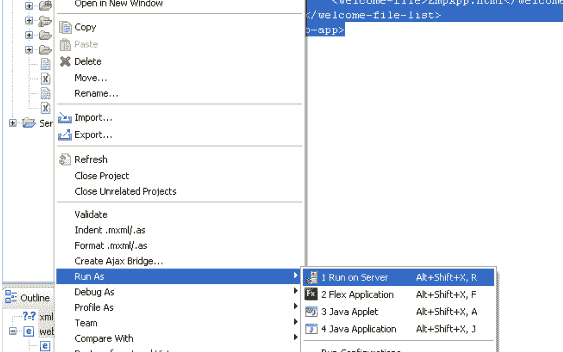 Open in New Window
<welcome-file>EmpApp.html</welcome
/welcome-file-list>
Copy
-app>
Paste
Delete
Move...
Rename...
Import...
Ser
Export...
Refresh
Close Project
Close Unrelated Projects
Validate
Indent .mxml/.as
Format .mxml/.as
Create Ajax Bridge...
Run As
1 Run on Server Alt+Shift+X, R
Debug As
2 Flex Application Alt+Shift+X, F
Outline
Profile As
3 Java Applet Alt+Shift+X, A
?-? xml
Team
4 Java Application Alt+Shift+X, J
web
Compare With
Run Configurations